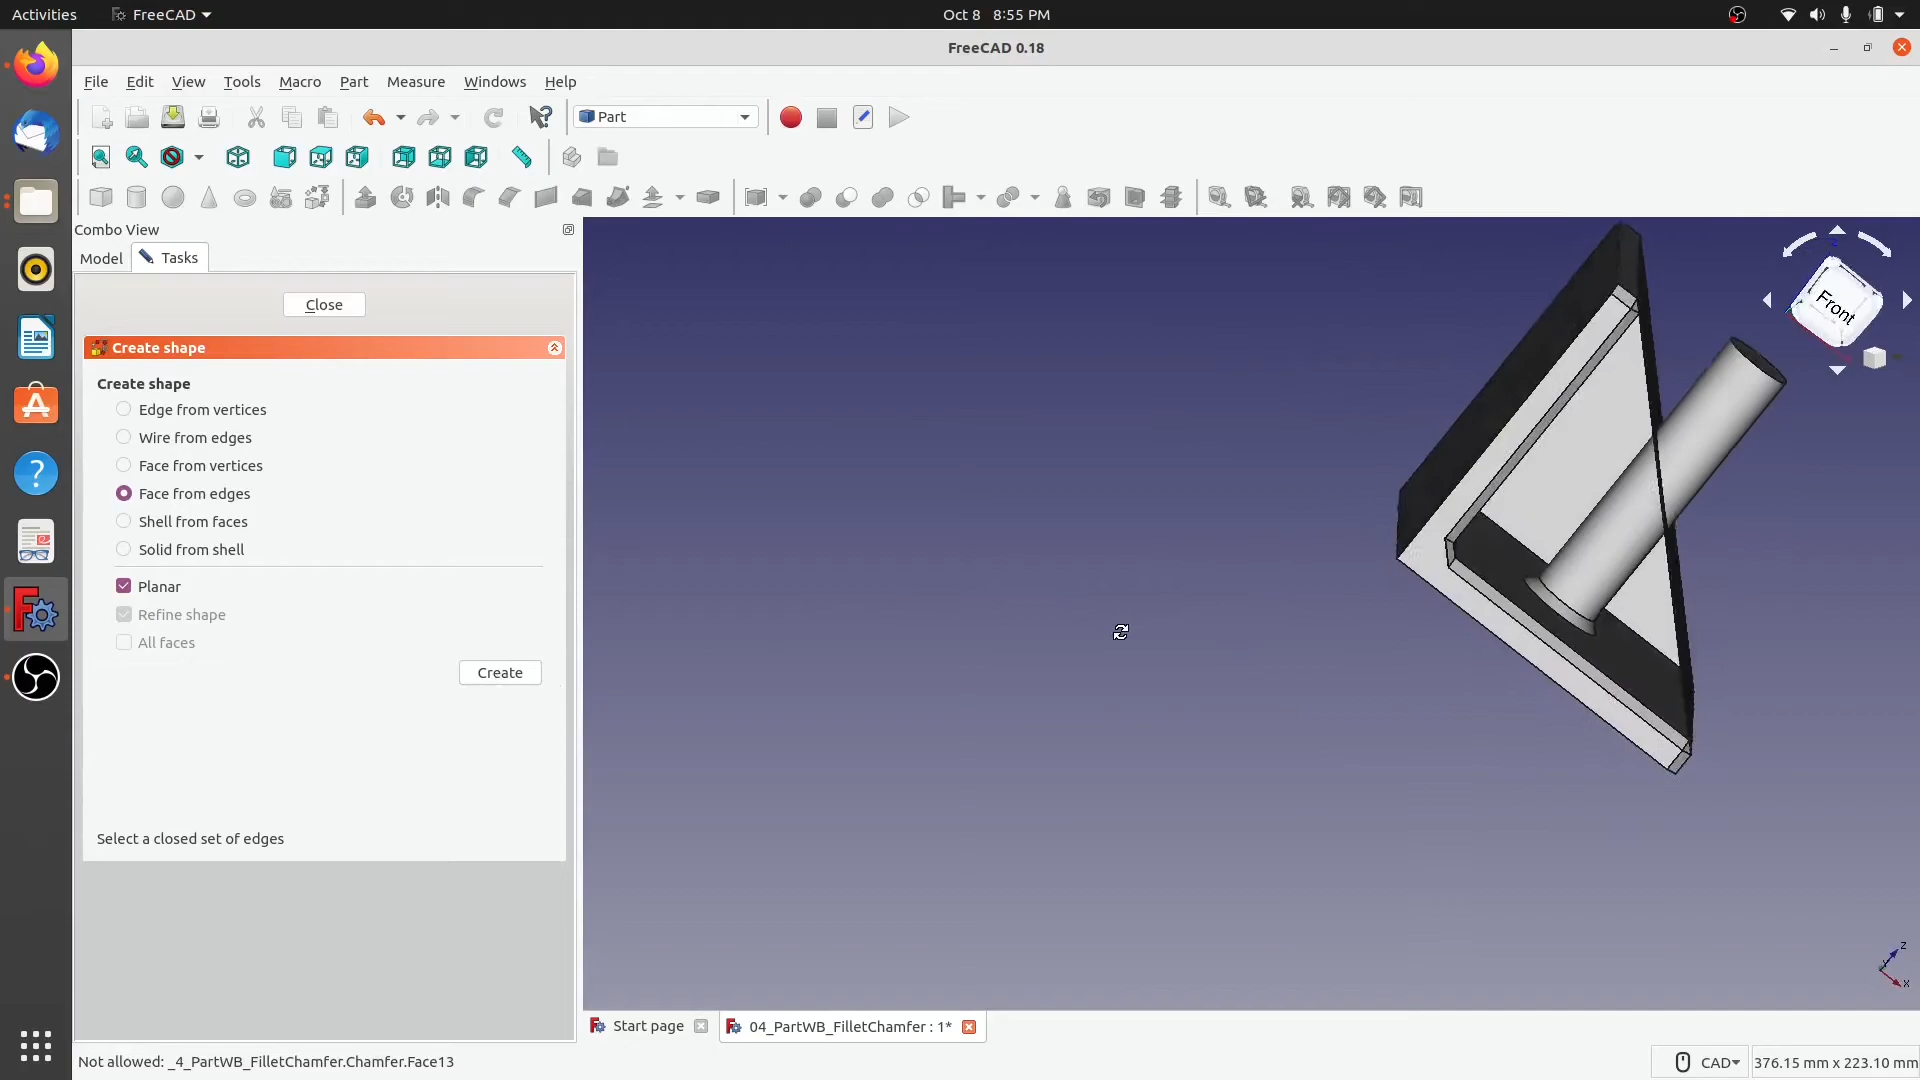 Activities
FreeCAD
Oct 8 8:55 PM
FreeCAD 0.18
File Edit View Tools Macro Part Measure Windows Help
Part
Combo View
Model Tasks
Close
Create shape
Create shape
Edge from vertices
Wire from edges
Face from vertices
Face from edges
Shell from faces
Solid from shell
Planar
Refine shape
All faces
Create
Select a closed set of edges
Front
Z
Z
Y
X
Start page
04_PartWB_FilletChamfer : 1*
Not allowed: _4_PartWB_FilletChamfer.Chamfer.Face13
CAD
376.15 mm x 223.10 mm